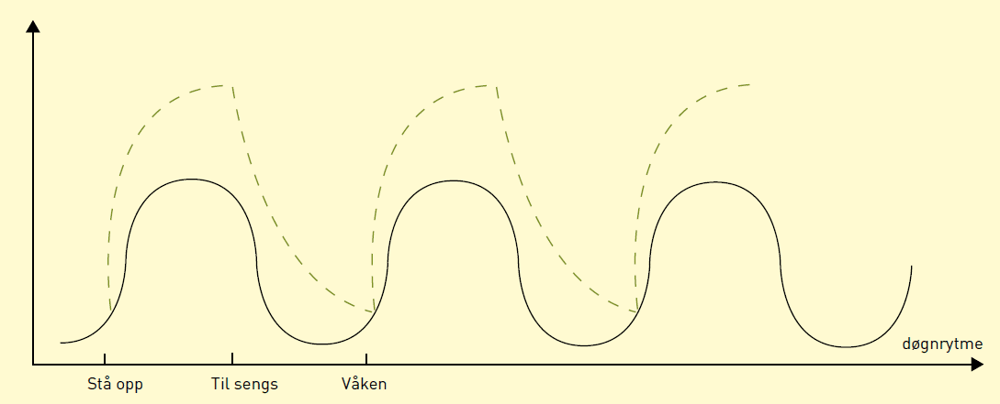 døgnrytme
Stå opp
Til sengs
Våken